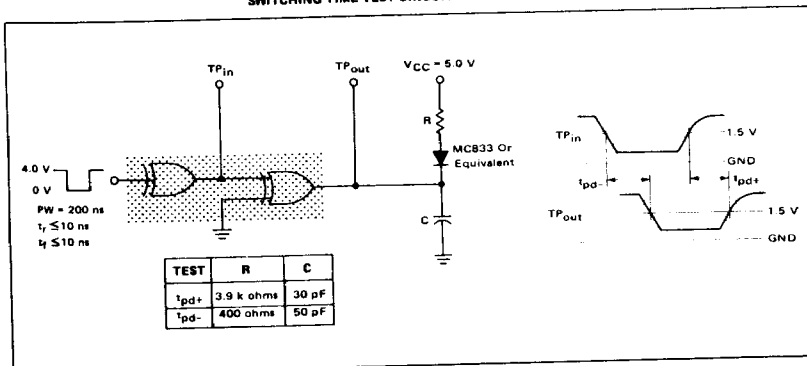 SWITCHING TIME TEST
TPin
TPout
VCC = 5.0 V
R
MC833 Or
Equivalent
C
4.0 V
0 V
PW = 200 ns
tr ≤ 10 ns
tf ≤ 10 ns
TEST R C
tpd+ 3.9 k ohms 30 pF
tpd- 400 ohms 50 pF
TPin
1.5 V
GND
tpd-
tpd+
TPout
1.5 V
GND